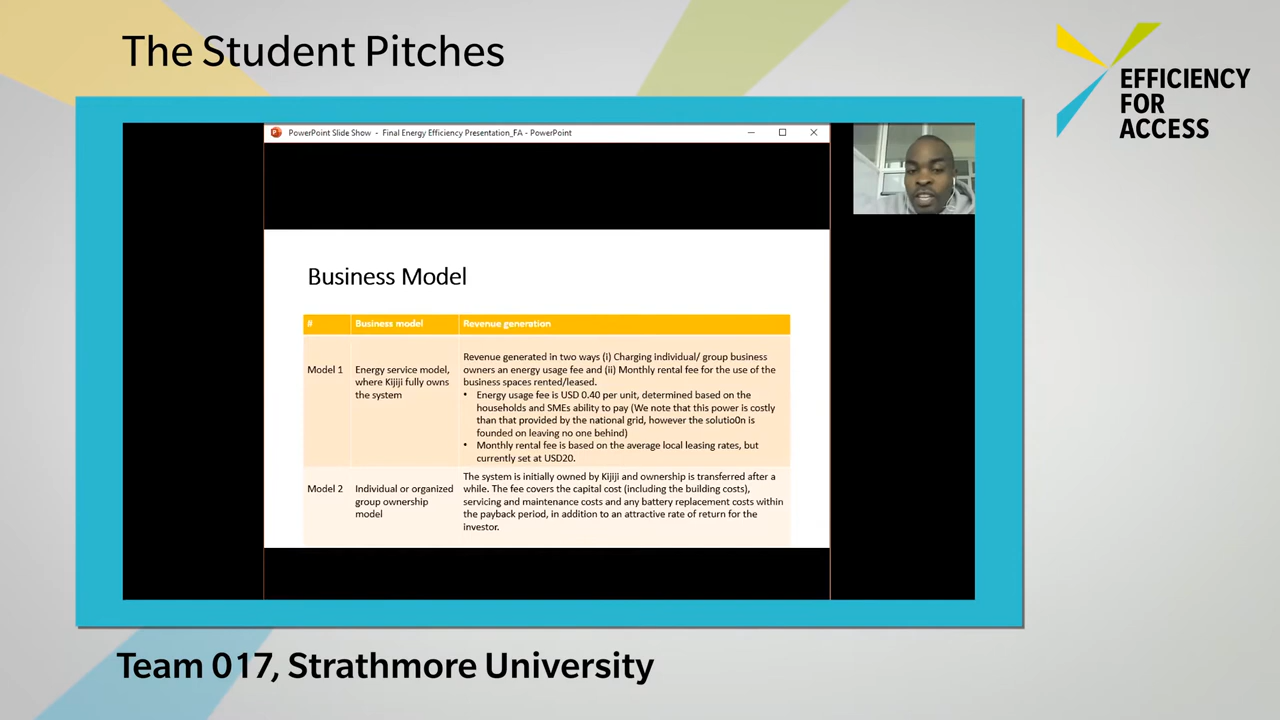 The Student Pitches
EFFICIENCY
FOR
ACCESS
PowerPoint Slide Show - Final Energy Efficiency Presentation_FA - PowerPoint
Business Model
# Business model Revenue generation
Model 1
Energy service model,
where Kijiji fully owns
the system
Revenue generated in two ways (i) Charging individual/ group business
owners an energy usage fee and (ii) Monthly rental fee for the use of the
business spaces rented/leased.
• Energy usage fee is USD 0.40 per unit, determined based on the
households and SMEs ability to pay (We note that this power is costly
than that provided by the national grid, however the solutio0n is
founded on leaving no one behind)
• Monthly rental fee is based on the average local leasing rates, but
currently set at USD20.
Model 2
Individual or organized
group ownership
model
The system is initially owned by Kijiji and ownership is transferred after a
while. The fee covers the capital cost (including the building costs),
servicing and maintenance costs and any battery replacement costs within
the payback period, in addition to an attractive rate of return for the
investor.
Team 017, Strathmore University